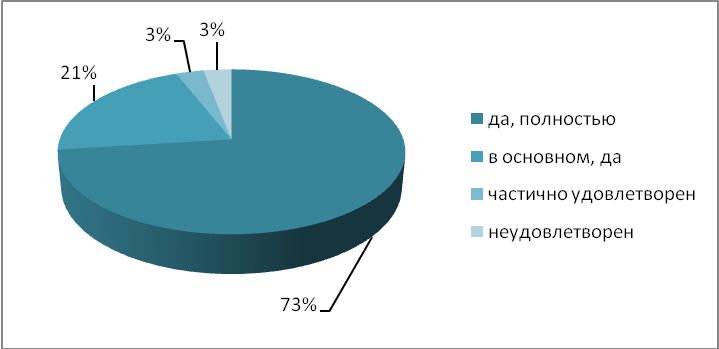 3%
3%
21%
73%
да, полностью
в основном, да
частично удовлетворен
неудовлетворен